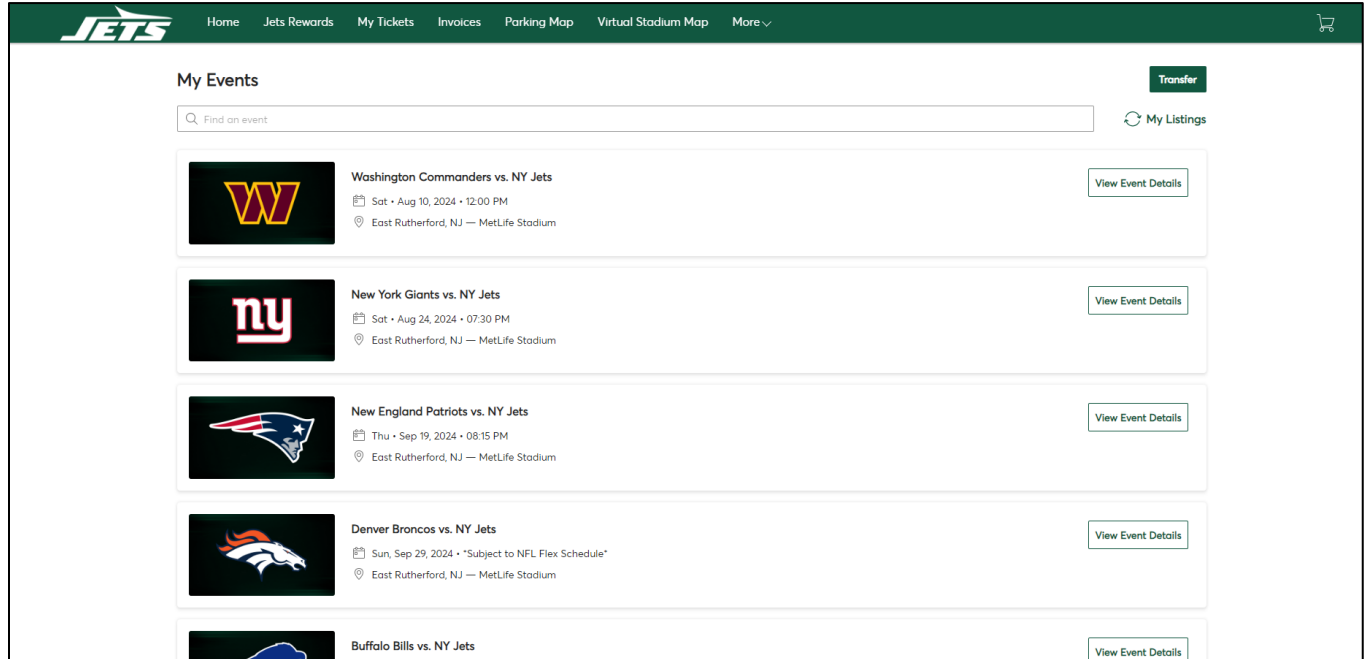 JETS
Home Jets Rewards My Tickets Invoices Parking Map Virtual Stadium Map More
My Events
Transfer
Find an event
My Listings
W
Washington Commanders vs. NY Jets
Sat • Aug 10, 2024 • 12:00 PM
East Rutherford, NJ — MetLife Stadium
View Event Details
ny
New York Giants vs. NY Jets
Sat • Aug 24, 2024 • 07:30 PM
East Rutherford, NJ — MetLife Stadium
View Event Details
New England Patriots vs. NY Jets
Thu • Sep 19, 2024 • 08:15 PM
East Rutherford, NJ — MetLife Stadium
View Event Details
Denver Broncos vs. NY Jets
Sun, Sep 29, 2024 • *Subject to NFL Flex Schedule*
East Rutherford, NJ — MetLife Stadium
View Event Details
Buffalo Bills vs. NY Jets
View Event Details